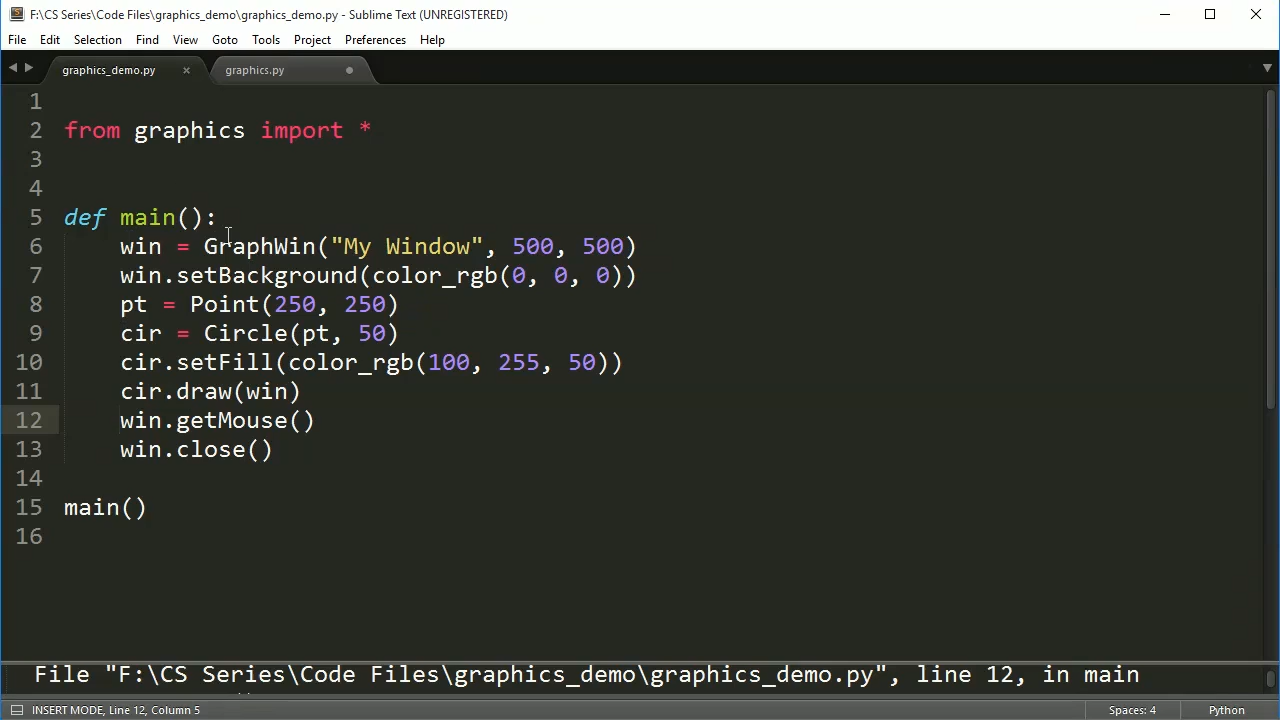 F:\CS Series\Code Files\graphics_demo\graphics_demo.py - Sublime Text (UNREGISTERED)
File Edit Selection Find View Goto Tools Project Preferences Help
graphics_demo.py × graphics.py
1
2 from graphics import *
3
4
5 def main():
6 win = GraphWin("My Window", 500, 500)
7 win.setBackground(color_rgb(0, 0, 0))
8 pt = Point(250, 250)
9 cir = Circle(pt, 50)
10 cir.setFill(color_rgb(100, 255, 50))
11 cir.draw(win)
12 win.getMouse()
13 win.close()
14
15 main()
16
File "F:\CS Series\Code Files\graphics_demo\graphics_demo.py", line 12, in main
INSERT MODE, Line 12, Column 5 Spaces: 4 Python